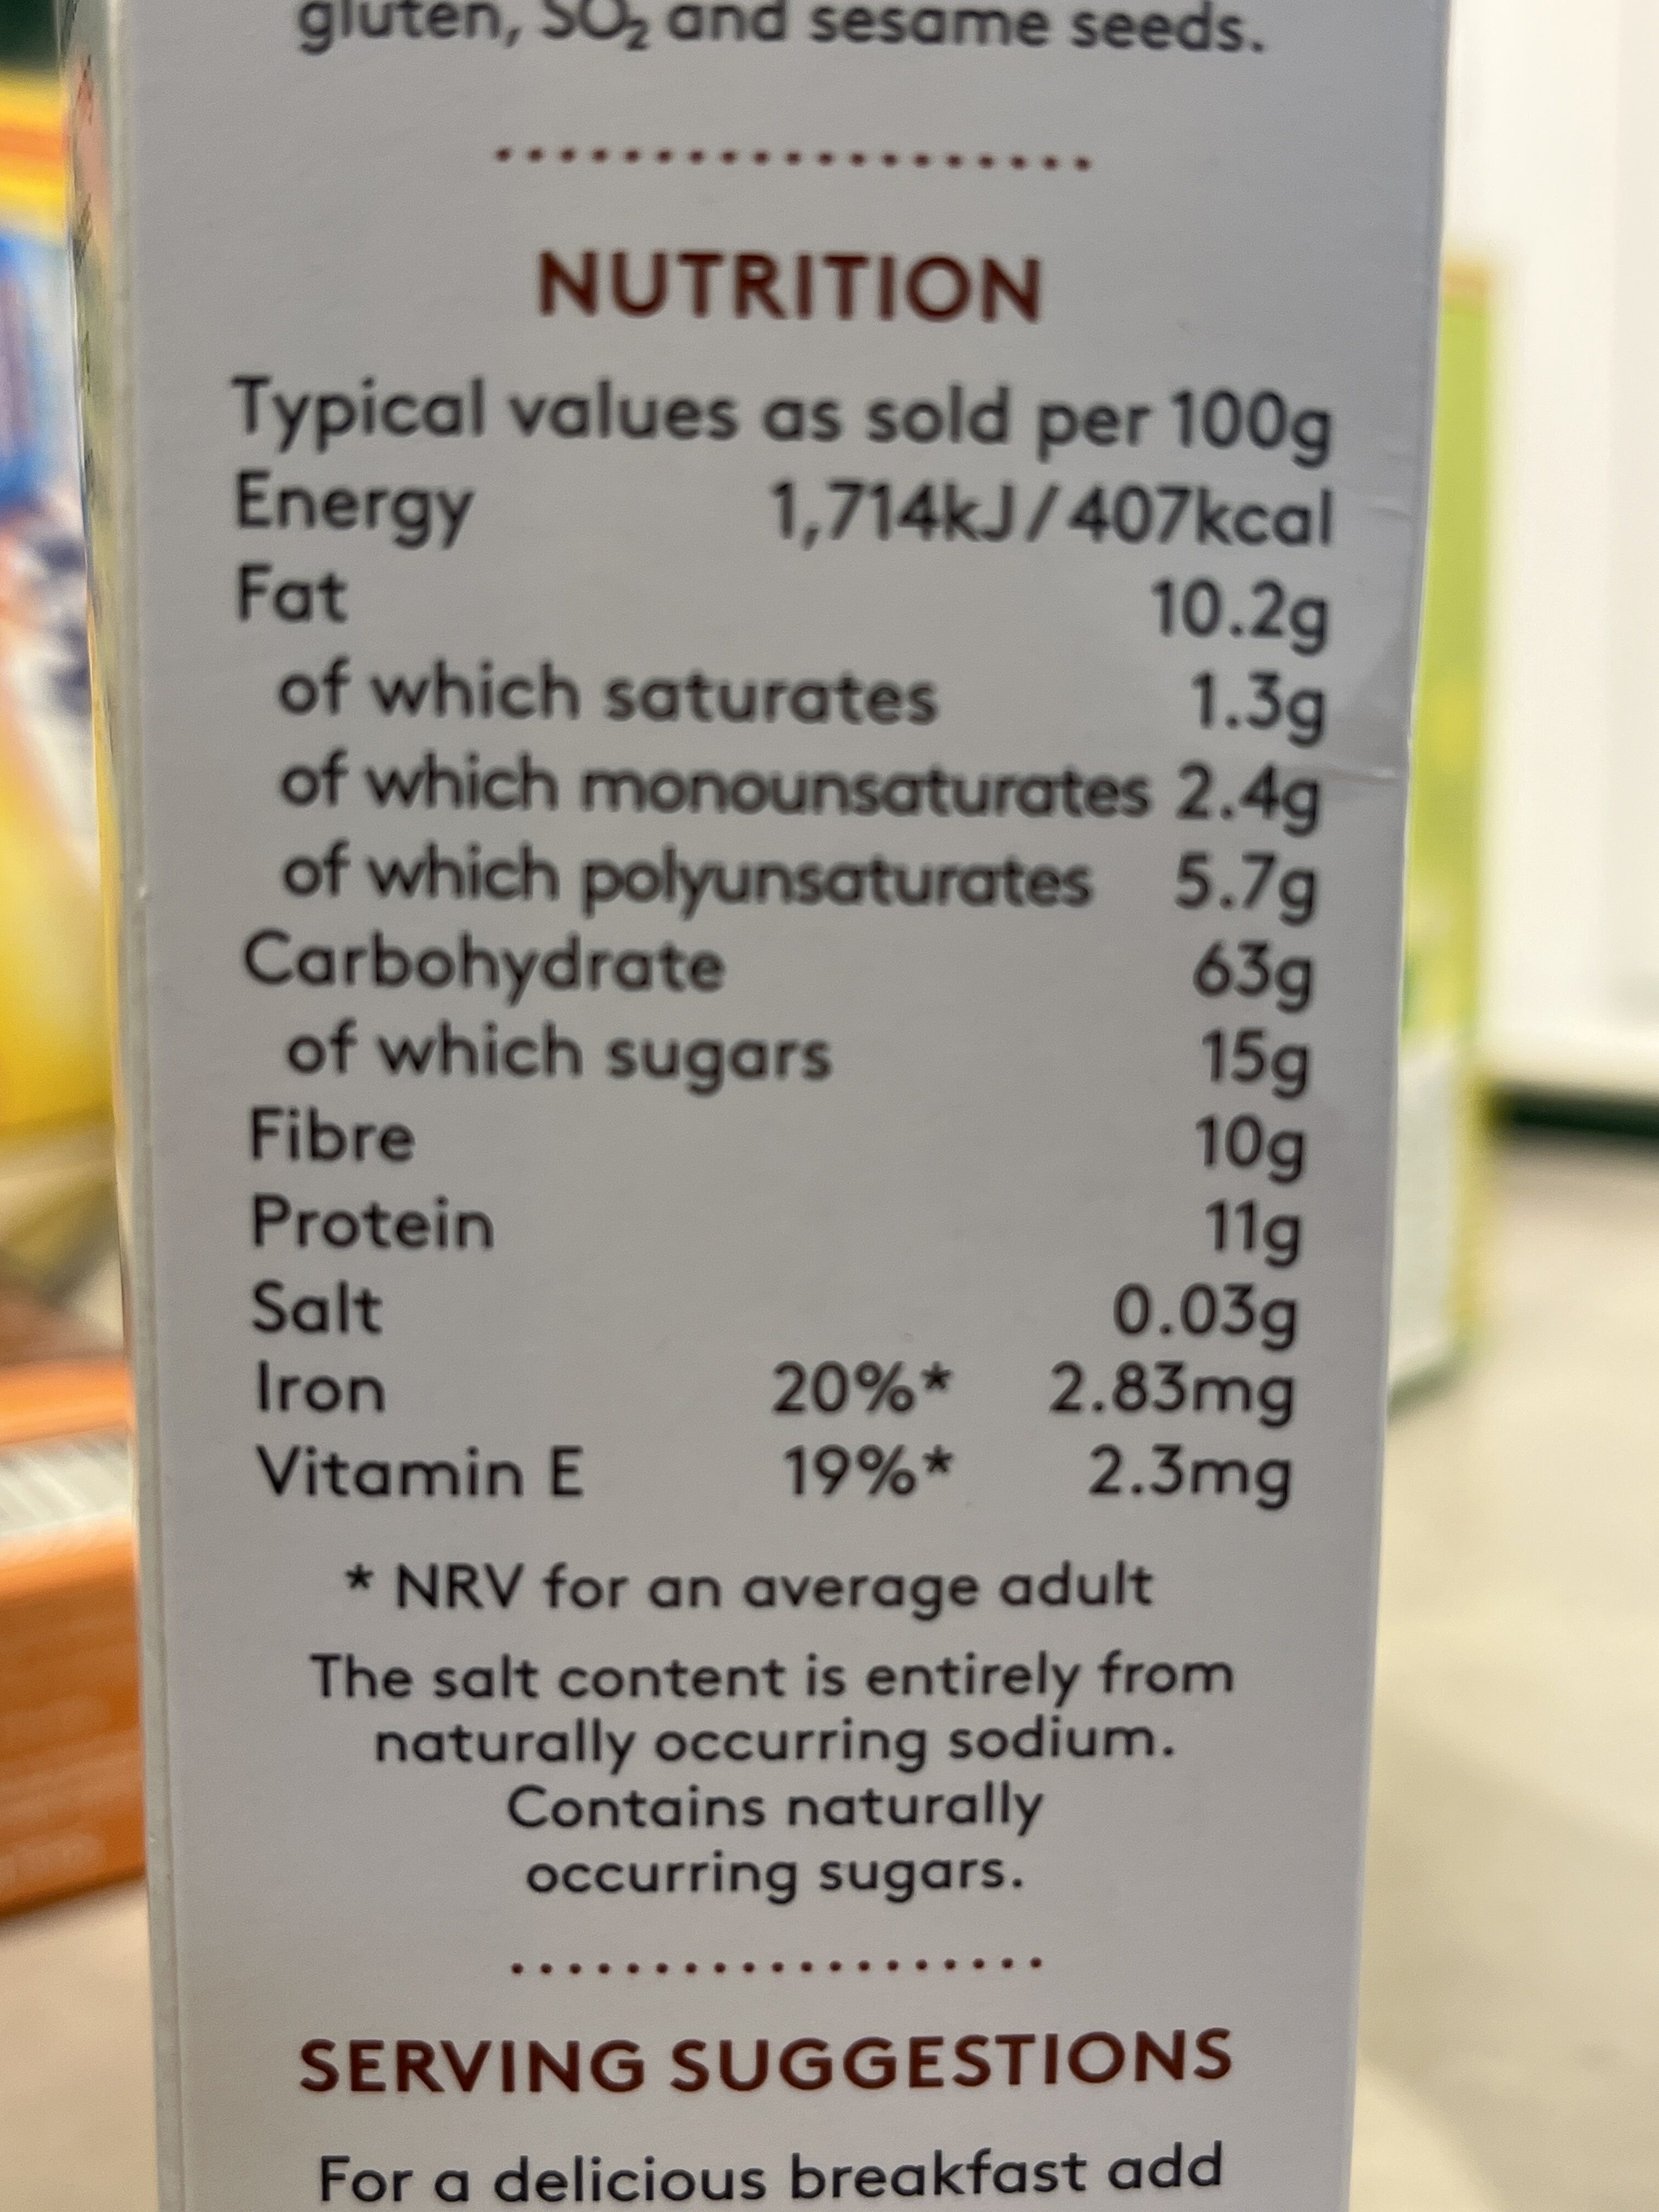 gluten, SO₂ and sesame seeds.
NUTRITION
Typical values as sold per 100g
Energy 1,714kJ/407kcal
Fat 10.2g
of which saturates 1.3g
of which monounsaturates 2.4g
of which polyunsaturates 5.7g
Carbohydrate 63g
of which sugars 15g
Fibre 10g
Protein 11g
Salt 0.03g
Iron 20%* 2.83mg
Vitamin E 19%* 2.3mg
* NRV for an average adult
The salt content is entirely from
naturally occurring sodium.
Contains naturally
occurring sugars.
SERVING SUGGESTIONS
For a delicious breakfast add